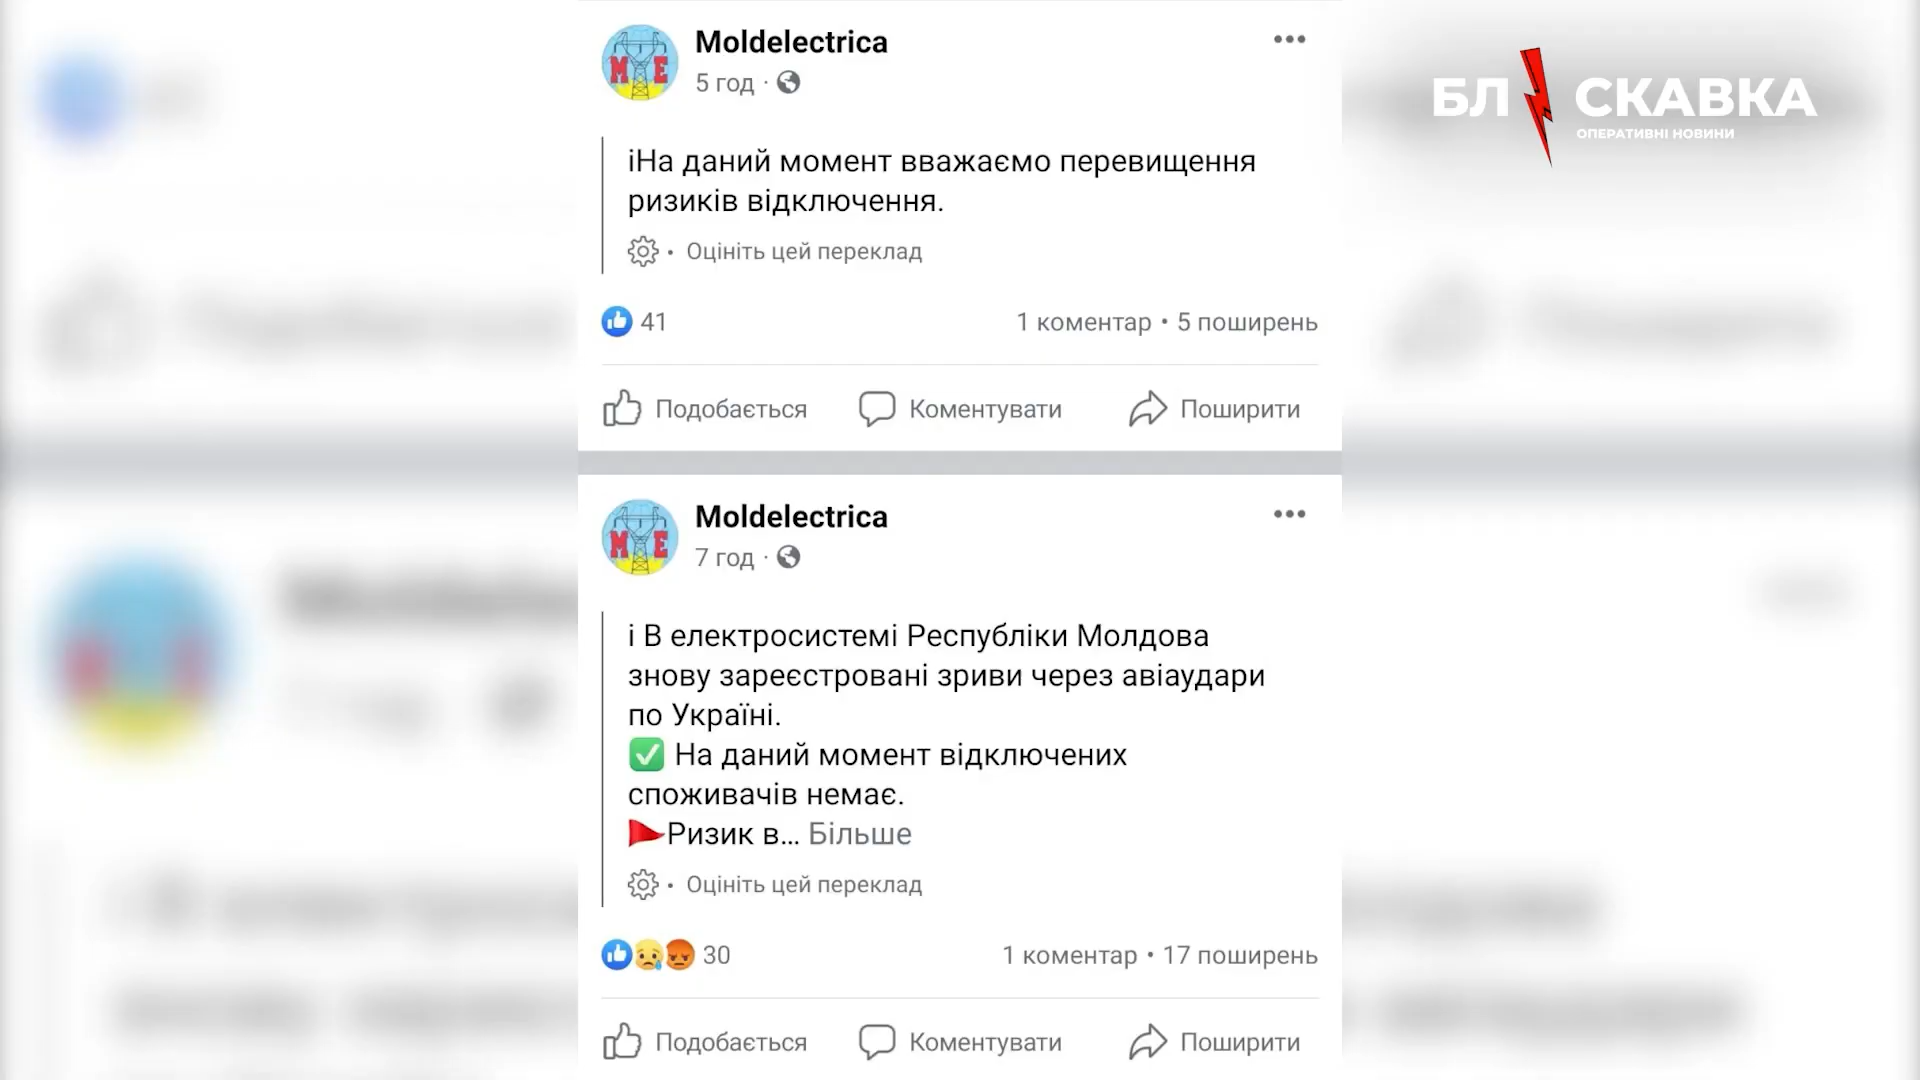 Moldelectrica
5 год ·
іНа даний момент вважаємо перевищення
ризиків відключення.
· Оцініть цей переклад
41
1 коментар • 5 поширень
Подобається
Коментувати
Поширити
Moldelectrica
7 год ·
і В електросистемі Республіки Молдова
знову зареєстровані зриви через авіаудари
по Україні.
✅ На даний момент відключених
споживачів немає.
🚩Ризик в... Більше
· Оцініть цей переклад
30
1 коментар • 17 поширень
Подобається
Коментувати
Поширити
БЛ СКАВКА
ОПЕРАТИВНІ НОВИНИ